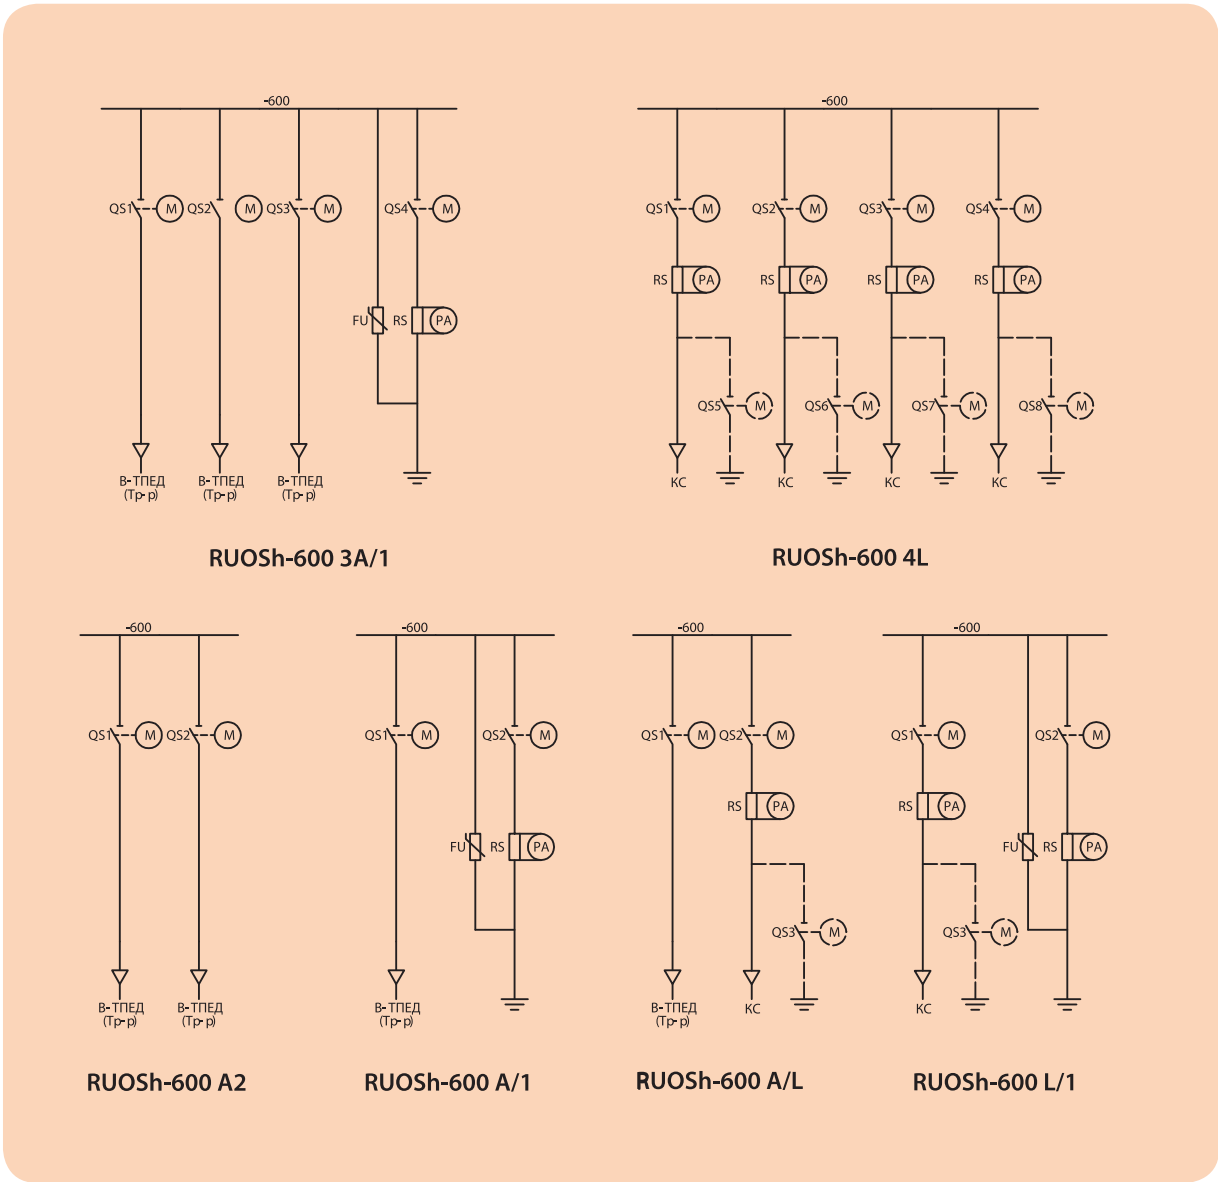 -600
QS1 M QS2 M QS3 M QS4 M
FU RS PA
В-ТПЕД В-ТПЕД В-ТПЕД
(Тр-р) (Тр-р) (Тр-р)
RUOSh-600 3A/1
-600
QS1 M QS2 M QS3 M QS4 M
RS PA RS PA RS PA RS PA
QS5 M QS6 M QS7 M QS8 M
КС КС КС КС
RUOSh-600 4L
-600
QS1 M QS2 M
В-ТПЕД В-ТПЕД
(Тр-р) (Тр-р)
RUOSh-600 A2
-600
QS1 M QS2 M
FU RS PA
В-ТПЕД
(Тр-р)
RUOSh-600 A/1
-600
QS1 M QS2 M
RS PA
QS3 M
В-ТПЕД КС
(Тр-р)
RUOSh-600 A/L
-600
QS1 M QS2 M
RS PA
FU RS PA
QS3 M
КС
RUOSh-600 L/1